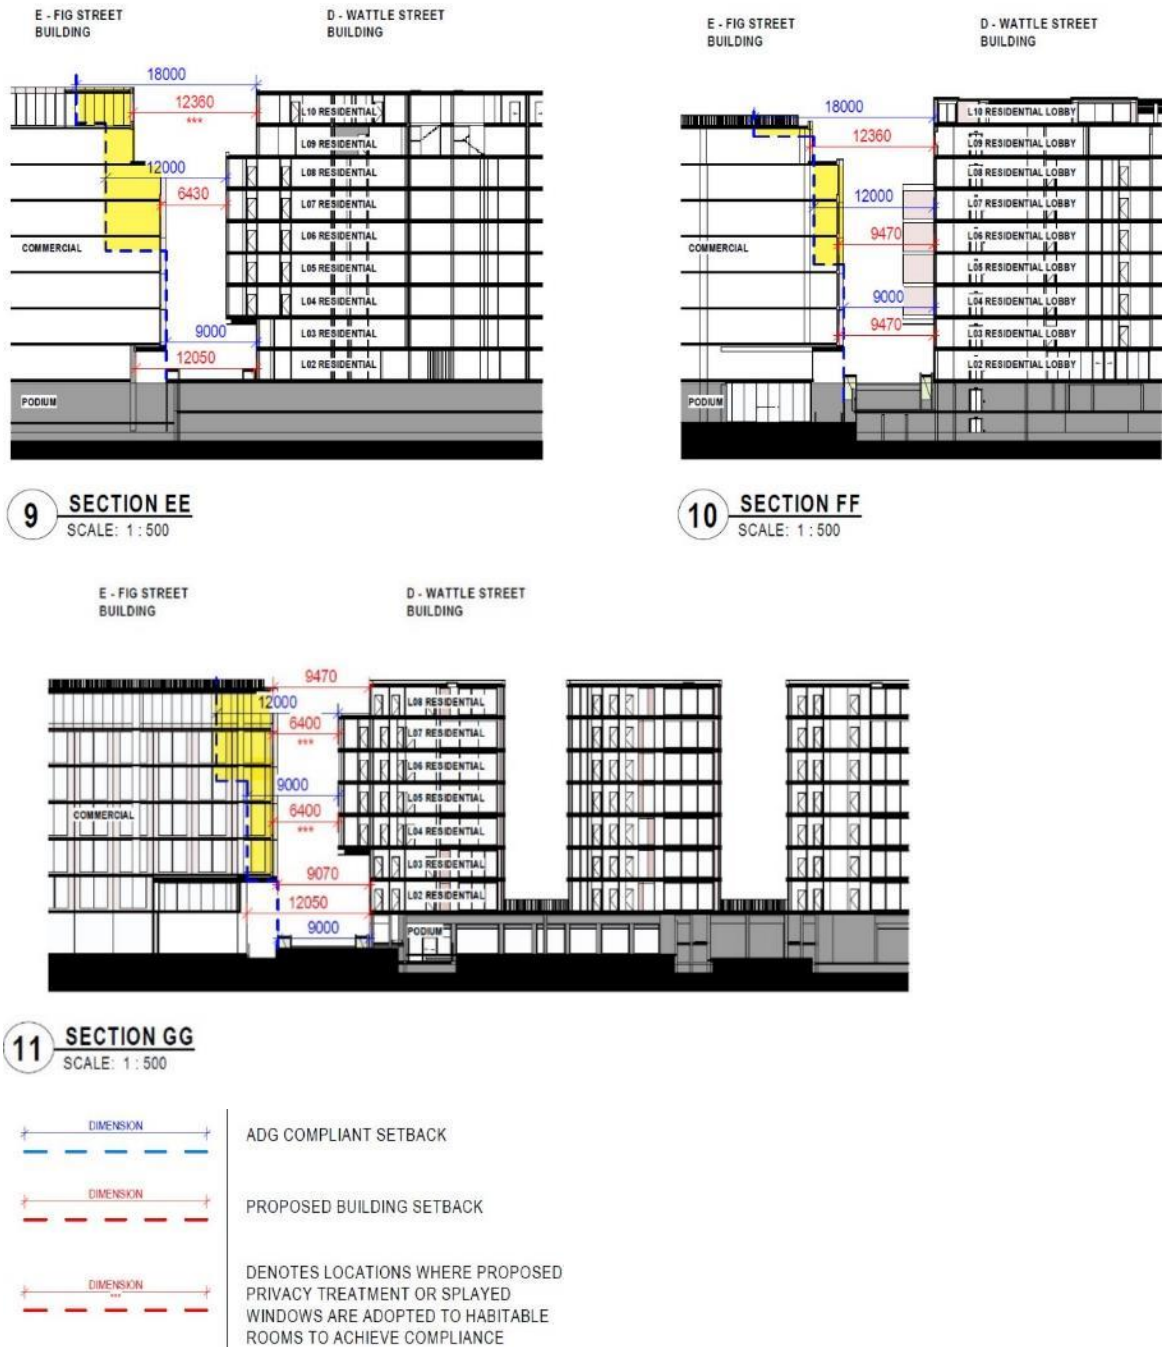 E - FIG STREET
BUILDING
D - WATTLE STREET
BUILDING
18000
12360
***
12000
6430
9000
12050
L10 RESIDENTIAL
L09 RESIDENTIAL
L08 RESIDENTIAL
L07 RESIDENTIAL
L06 RESIDENTIAL
L05 RESIDENTIAL
L04 RESIDENTIAL
L03 RESIDENTIAL
L02 RESIDENTIAL
COMMERCIAL
PODIUM
9
SECTION EE
SCALE: 1 : 500
E - FIG STREET
BUILDING
D - WATTLE STREET
BUILDING
18000
12360
12000
9470
9000
9470
L10 RESIDENTIAL LOBBY
L09 RESIDENTIAL LOBBY
L08 RESIDENTIAL LOBBY
L07 RESIDENTIAL LOBBY
L06 RESIDENTIAL LOBBY
L05 RESIDENTIAL LOBBY
L04 RESIDENTIAL LOBBY
L03 RESIDENTIAL LOBBY
L02 RESIDENTIAL LOBBY
COMMERCIAL
PODIUM
10
SECTION FF
SCALE: 1 : 500
E - FIG STREET
BUILDING
D - WATTLE STREET
BUILDING
9470
12000
6400
***
9000
6400
***
9070
12050
9000
L08 RESIDENTIAL
L07 RESIDENTIAL
L06 RESIDENTIAL
L05 RESIDENTIAL
L04 RESIDENTIAL
L03 RESIDENTIAL
L02 RESIDENTIAL
COMMERCIAL
PODIUM
11
SECTION GG
SCALE: 1 : 500
DIMENSION
ADG COMPLIANT SETBACK
DIMENSION
PROPOSED BUILDING SETBACK
DIMENSION
***
DENOTES LOCATIONS WHERE PROPOSED
PRIVACY TREATMENT OR SPLAYED
WINDOWS ARE ADOPTED TO HABITABLE
ROOMS TO ACHIEVE COMPLIANCE